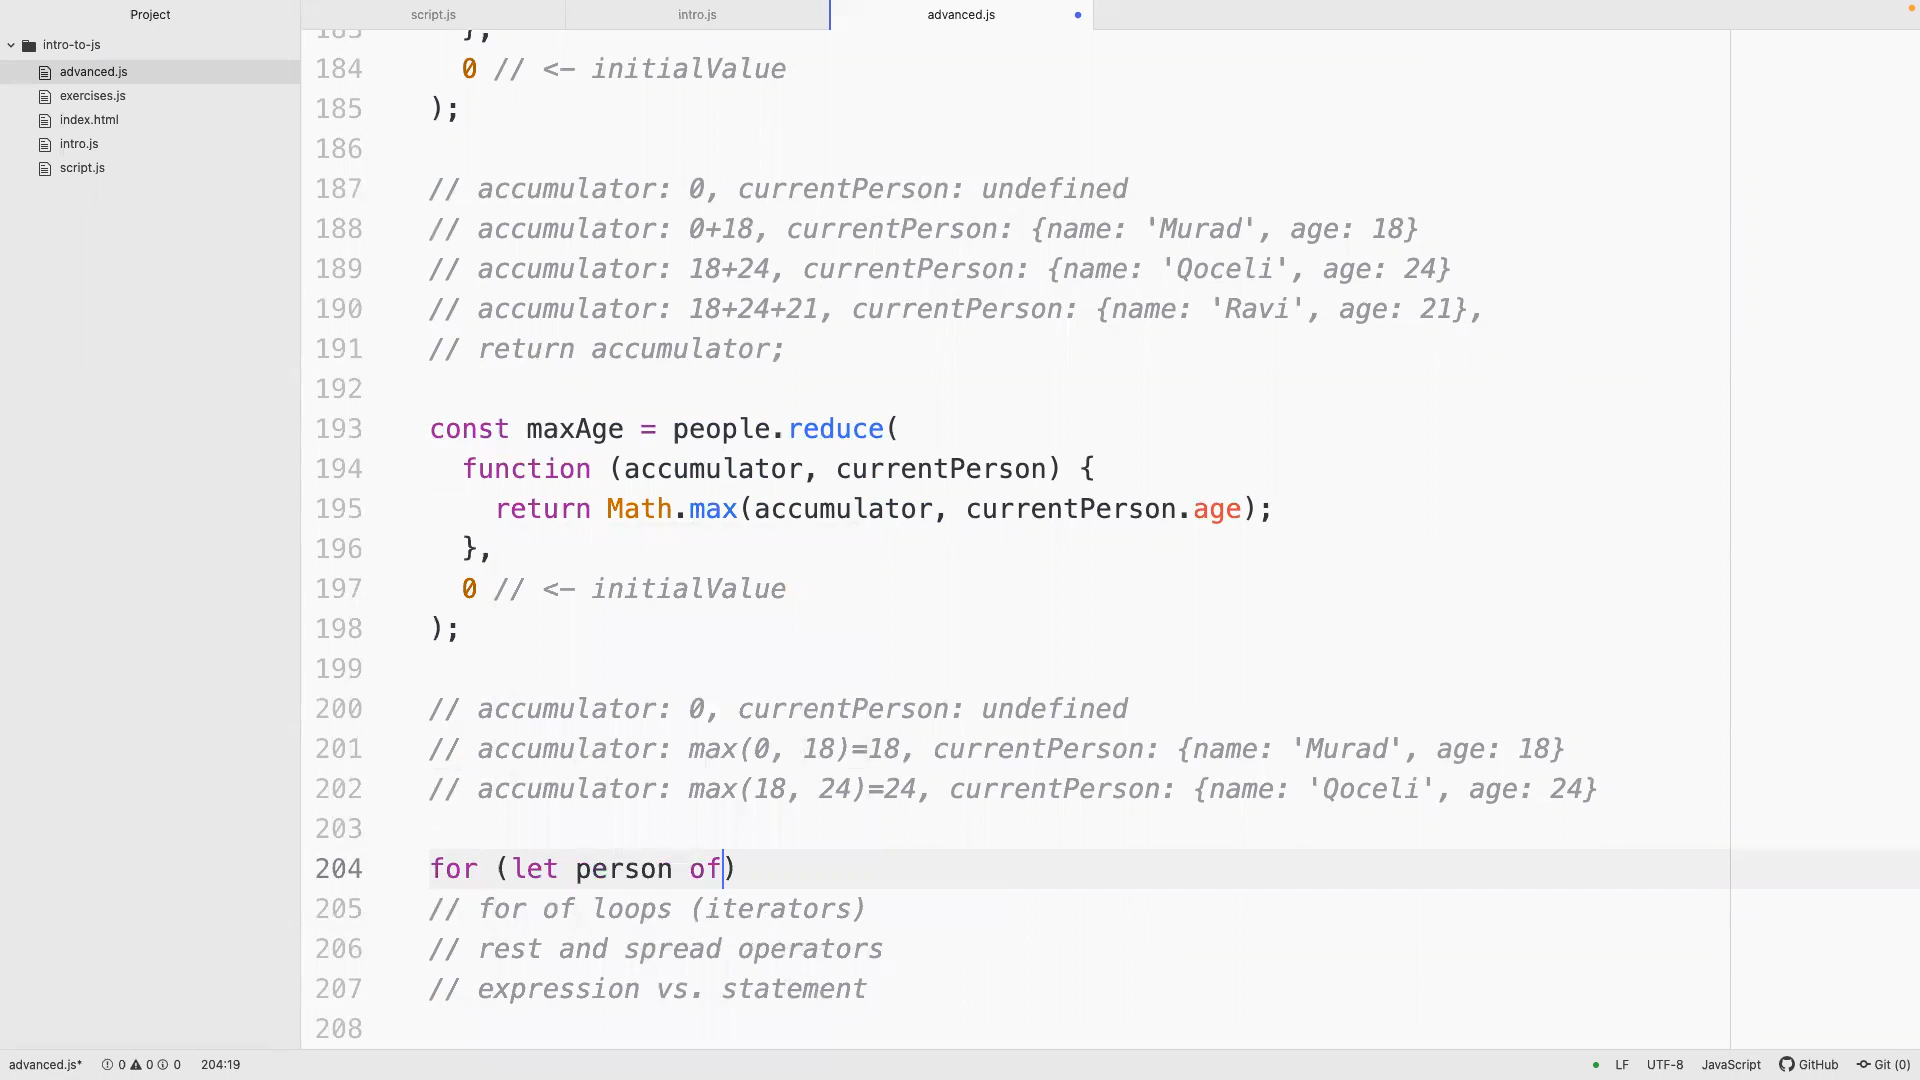 Project
script.js
intro.js
advanced.js
intro-to-js
advanced.js
exercises.js
index.html
intro.js
script.js
183 },
184 0 // <- initialValue
185 );
186
187 // accumulator: 0, currentPerson: undefined
188 // accumulator: 0+18, currentPerson: {name: 'Murad', age: 18}
189 // accumulator: 18+24, currentPerson: {name: 'Qoceli', age: 24}
190 // accumulator: 18+24+21, currentPerson: {name: 'Ravi', age: 21},
191 // return accumulator;
192
193 const maxAge = people.reduce(
194 function (accumulator, currentPerson) {
195 return Math.max(accumulator, currentPerson.age);
196 },
197 0 // <- initialValue
198 );
199
200 // accumulator: 0, currentPerson: undefined
201 // accumulator: max(0, 18)=18, currentPerson: {name: 'Murad', age: 18}
202 // accumulator: max(18, 24)=24, currentPerson: {name: 'Qoceli', age: 24}
203
204 for (let person of)
205 // for of loops (iterators)
206 // rest and spread operators
207 // expression vs. statement
208
advanced.js* 0 0 0 204:19 LF UTF-8 JavaScript GitHub Git (0)